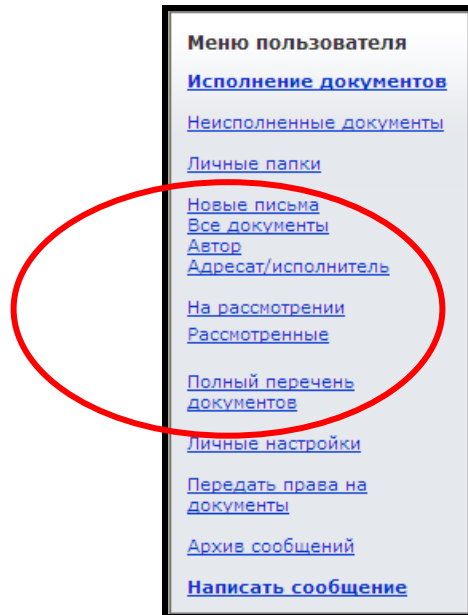 Меню пользователя
Исполнение документов
Неисполненные документы
Личные папки
Новые письма
Все документы
Автор
Адресат/исполнитель
На рассмотрении
Рассмотренные
Полный перечень
документов
Личные настройки
Передать права на
документы
Архив сообщений
Написать сообщение